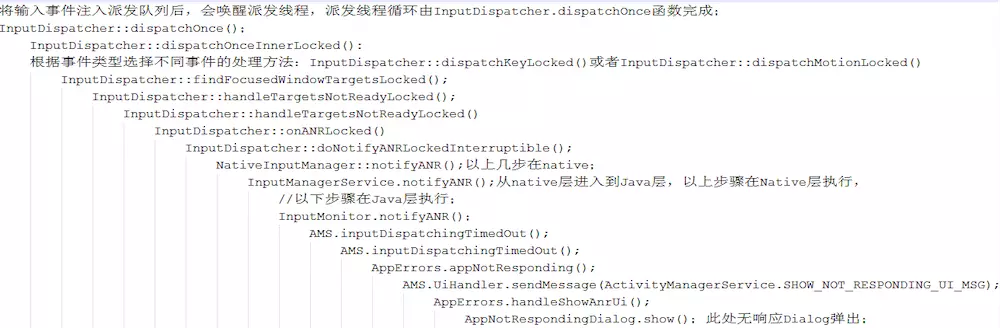 将输入事件注入派发队列后，会唤醒派发线程，派发线程循环由InputDispatcher.dispatchOnce函数完成；
InputDispatcher::dispatchOnce();
InputDispatcher::dispatchOnceInnerLocked():
根据事件类型选择不同事件的处理方法：InputDispatcher::dispatchKeyLocked()或者InputDispatcher::dispatchMotionLocked()
InputDispatcher::findFocusedWindowTargetsLocked();
InputDispatcher::handleTargetsNotReadyLocked();
InputDispatcher::handleTargetsNotReadyLocked()
InputDispatcher::onANRLocked()
InputDispatcher::doNotifyANRLockedInterruptible();
NativeInputManager::notifyANR();以上几步在native；
InputManagerService.notifyANR();从native层进入到Java层，以上步骤在Native层执行，
//以下步骤在Java层执行；
InputMonitor.notifyANR();
AMS.inputDispatchingTimedOut();
AMS.inputDispatchingTimedOut();
AppErrors.appNotResponding();
AMS.UiHandler.sendMessage(ActivityManagerService.SHOW_NOT_RESPONDING_UI_MSG);
AppErrors.handleShowAnrUi();
AppNotRespondingDialog.show(); 此处无响应Dialog弹出；